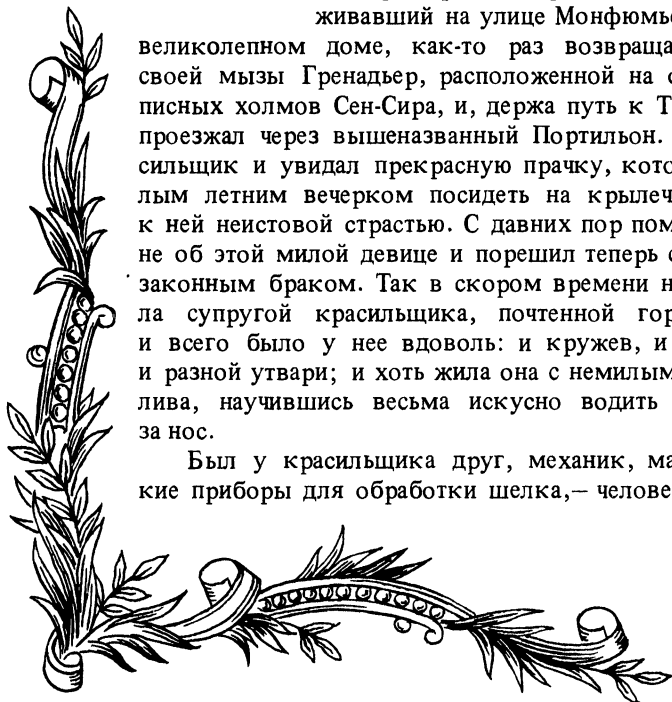 живавший на улице Монфюмье
великолепном доме, как-то раз возвраща
своей мызы Гренадьер, расположенной на
писных холмов Сен-Сира, и, держа путь к Т
проезжал через вышеназванный Портильон.
сильщик и увидал прекрасную прачку, кото
лым летним вечерком посидеть на крылеч
к ней неистовой страстью. С давних пор пом
не об этой милой девице и порешил теперь
законным браком. Так в скором времени н
ла супругой красильщика, почтенной гор
и всего было у нее вдоволь: и кружев, и
и разной утвари; и хоть жила она с немилым
лива, научившись весьма искусно водить
за нос.
Был у красильщика друг, механик, ма
кие приборы для обработки шелка,— челове